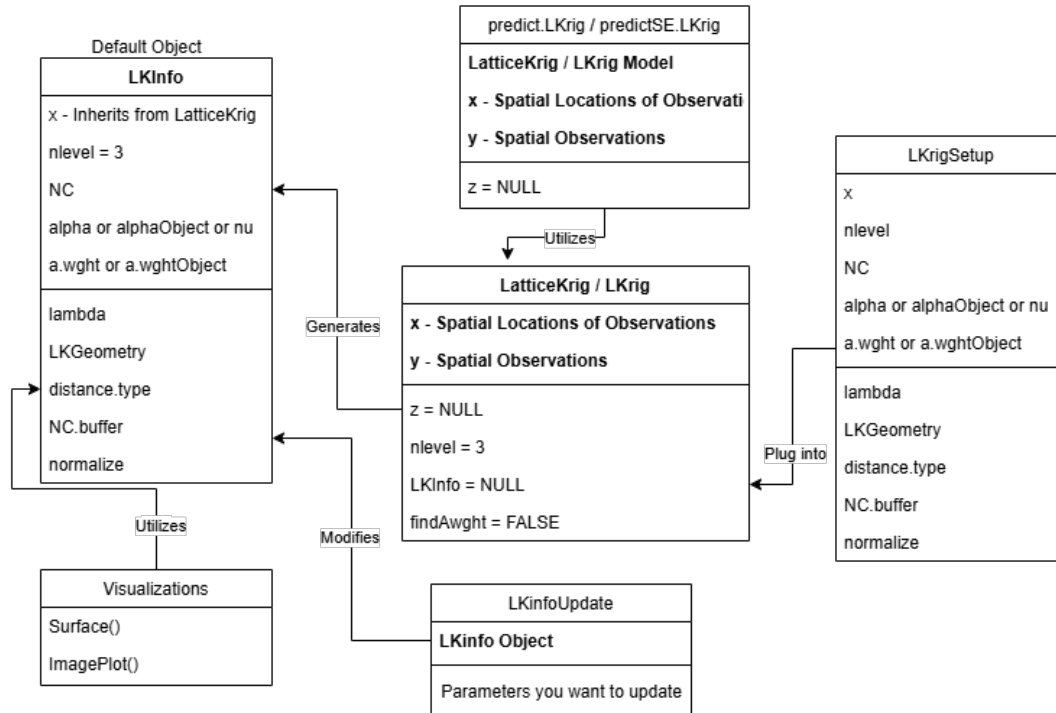 Default Object
LKInfo
x - Inherits from LatticeKrig
nlevel = 3
NC
alpha or alphaObject or nu
a.wght or a.wghtObject
lambda
LKGeometry
distance.type
NC.buffer
normalize
predict.LKrig / predictSE.LKrig
LatticeKrig / LKrig Model
x - Spatial Locations of Observati
y - Spatial Observations
z = NULL
Utilizes
LatticeKrig / LKrig
x - Spatial Locations of Observations
y - Spatial Observations
z = NULL
nlevel = 3
LKInfo = NULL
findAwght = FALSE
Generates
LKrigSetup
x
nlevel
NC
alpha or alphaObject or nu
a.wght or a.wghtObject
lambda
LKGeometry
distance.type
NC.buffer
normalize
Plug into
Utilizes
Modifies
Visualizations
Surface()
ImagePlot()
LKinfoUpdate
LKinfo Object
Parameters you want to update